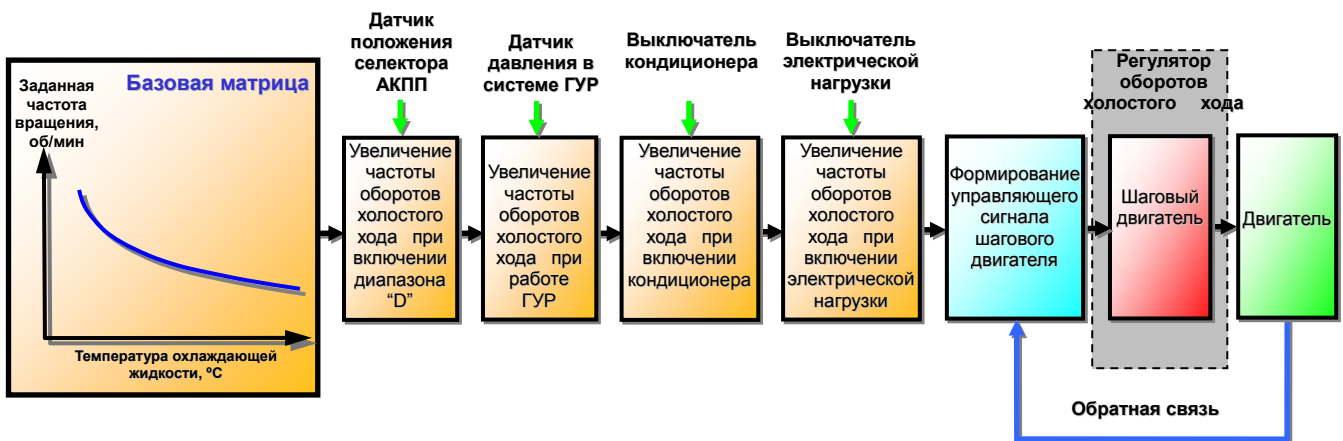 Базовая матрица
Заданная
частота
вращения,
об/мин
Температура охлаждающей
жидкости, ºС
Датчик
положения
селектора
АКПП
Увеличение
частоты
оборотов
холостого
хода при
включении
диапазона
“D”
Датчик
давления в
системе ГУР
Увеличение
частоты
оборотов
холостого
хода при
работе
ГУР
Выключатель
кондиционера
Увеличение
частоты
оборотов
холостого
хода при
включении
кондиционера
Выключатель
электрической
нагрузки
Увеличение
частоты
оборотов
холостого
хода при
включении
электрической
нагрузки
Формирование
управляющего
сигнала
шагового
двигателя
Регулятор
оборотов
холостого хода
Шаговый
двигатель
Двигатель
Обратная связь